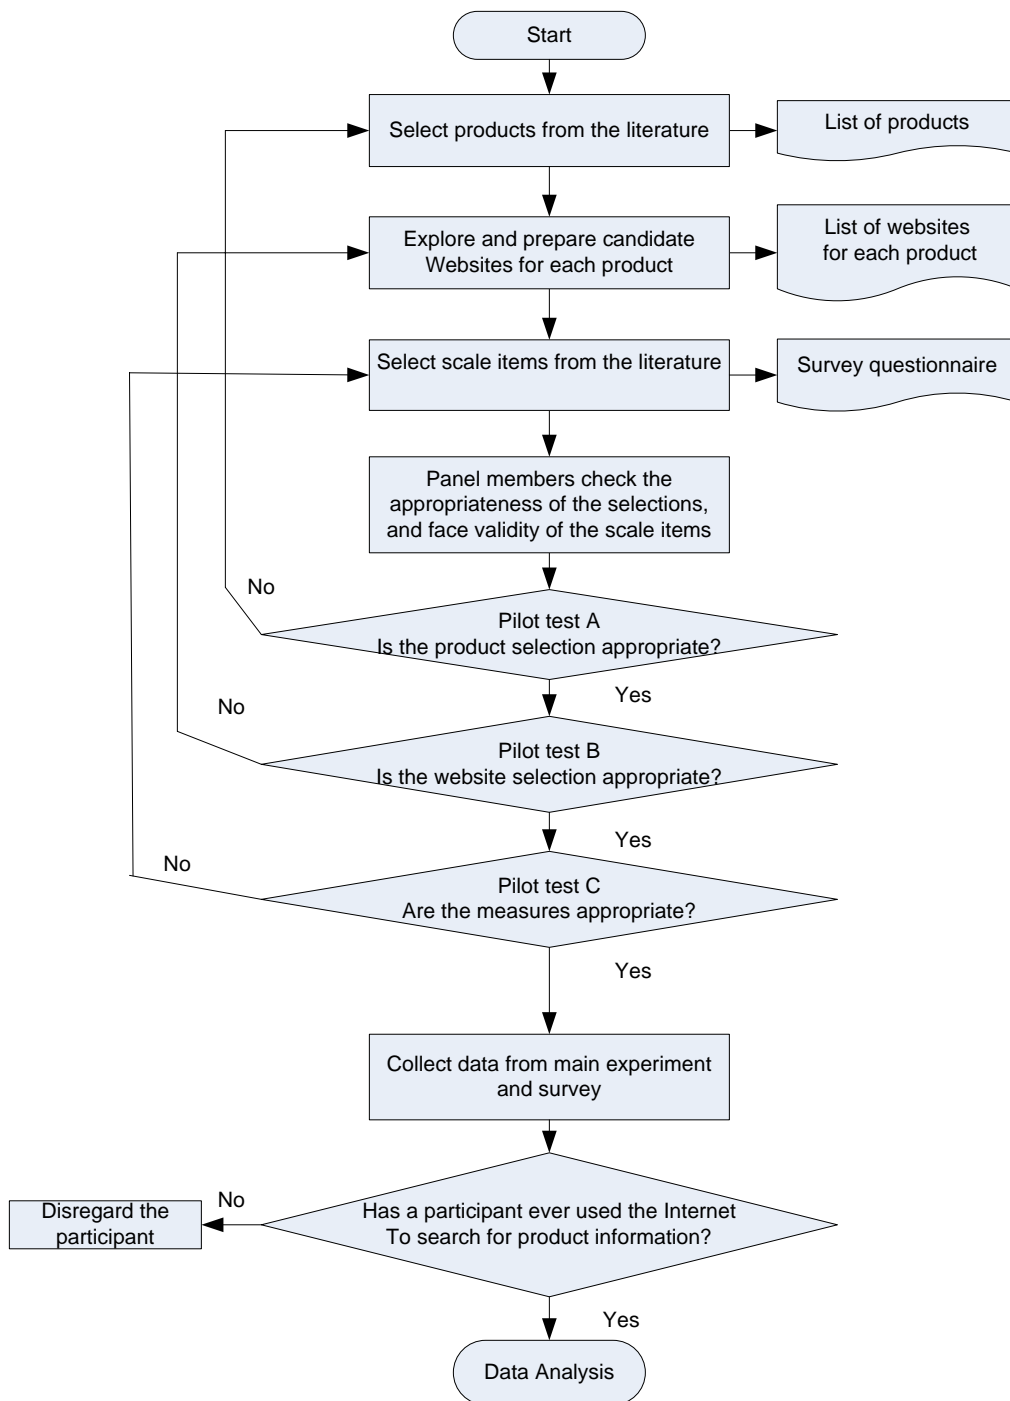 Start
Select products from the literature
List of products
Explore and prepare candidate
Websites for each product
List of websites
for each product
Select scale items from the literature
Survey questionnaire
Panel members check the
appropriateness of the selections,
and face validity of the scale items
No
Pilot test A
Is the product selection appropriate?
Yes
No
Pilot test B
Is the website selection appropriate?
Yes
No
Pilot test C
Are the measures appropriate?
Yes
Collect data from main experiment
and survey
No
Disregard the
participant
Has a participant ever used the Internet
To search for product information?
Yes
Data Analysis